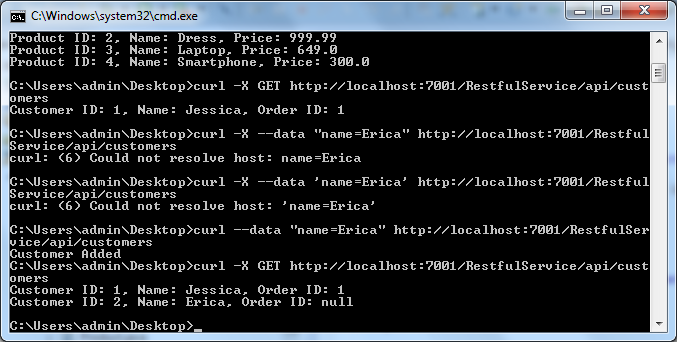 C:\Windows\system32\cmd.exe
Product ID: 2, Name: Dress, Price: 999.99
Product ID: 3, Name: Laptop, Price: 649.0
Product ID: 4, Name: Smartphone, Price: 300.0
C:\Users\admin\Desktop>curl -X GET http://localhost:7001/RestfulService/api/cust
omers
Customer ID: 1, Name: Jessica, Order ID: 1
C:\Users\admin\Desktop>curl -X --data "name=Erica" http://localhost:7001/Restful
Service/api/customers
curl: (6) Could not resolve host: name=Erica
C:\Users\admin\Desktop>curl -X --data 'name=Erica' http://localhost:7001/Restful
Service/api/customers
curl: (6) Could not resolve host: 'name=Erica'
C:\Users\admin\Desktop>curl --data "name=Erica" http://localhost:7001/RestfulSer
vice/api/customers
Customer Added
C:\Users\admin\Desktop>curl -X GET http://localhost:7001/RestfulService/api/cust
omers
Customer ID: 1, Name: Jessica, Order ID: 1
Customer ID: 2, Name: Erica, Order ID: null
C:\Users\admin\Desktop>_